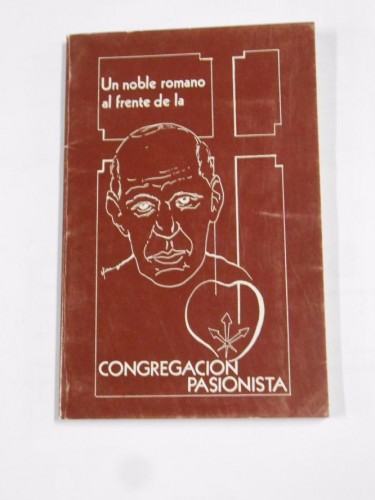 Un noble romano
al frente de la
CONGREGACION
PASIONISTA